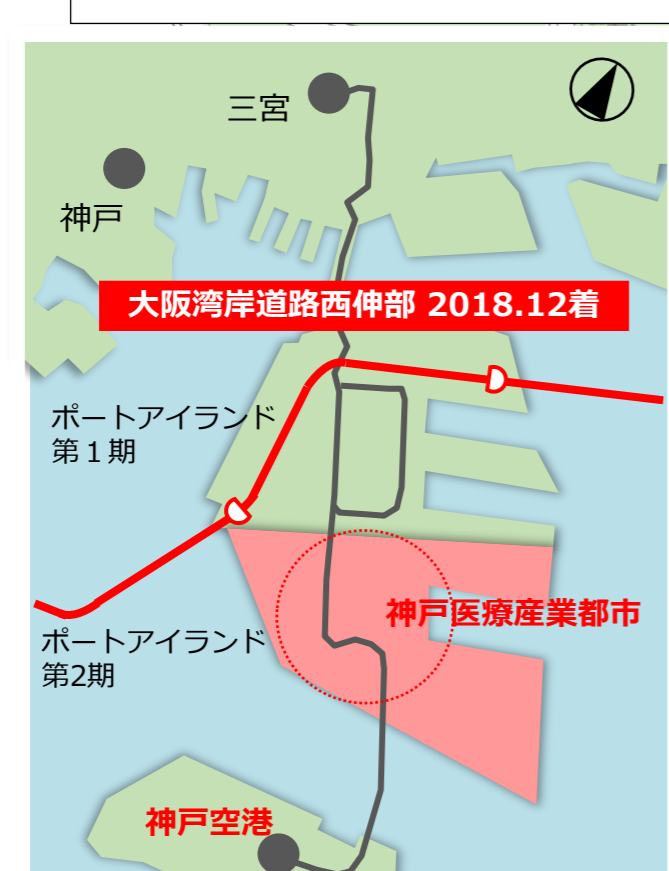 三宮
神戸
大阪湾岸道路西伸部 2018.12着
ポートアイランド
第１期
神戸医療産業都市
ポートアイランド
第2期
神戸空港